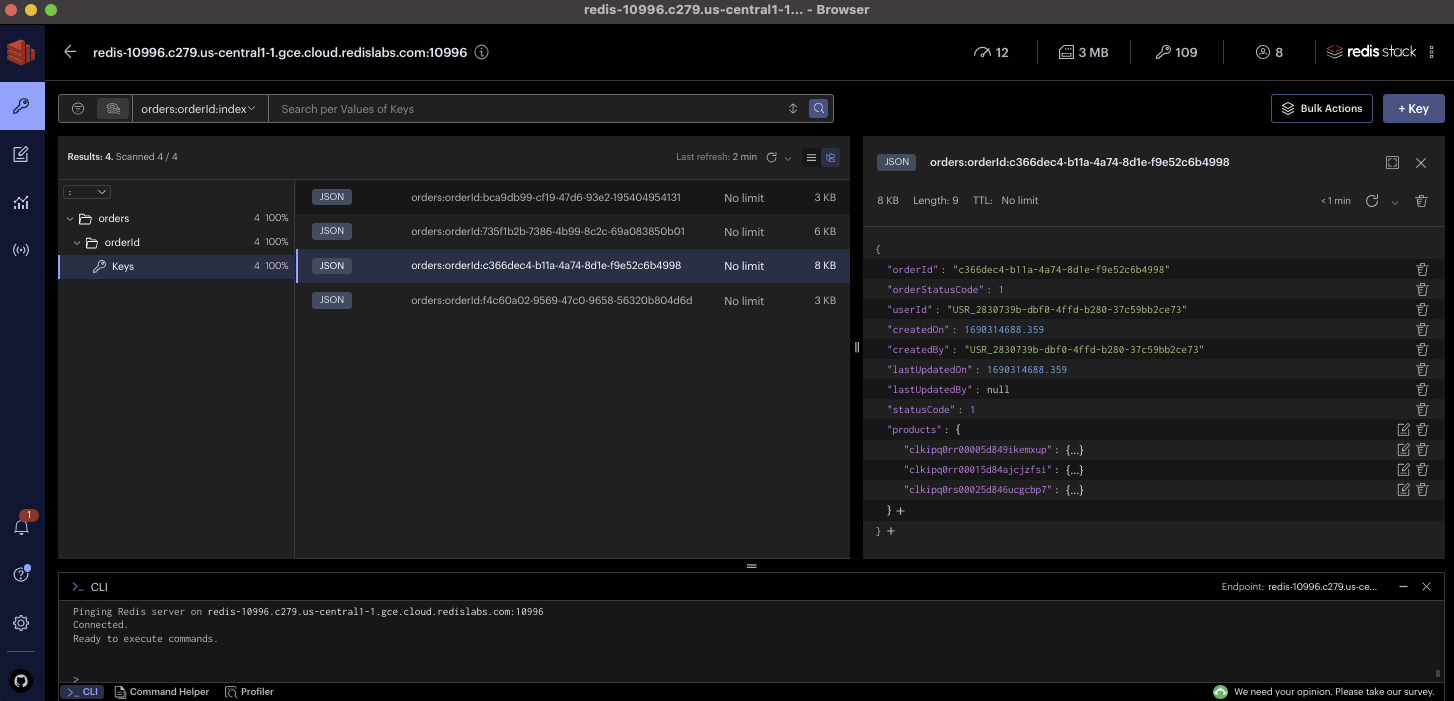 redis-10996.c279.us-central1-1... - Browser
redis-10996.c279.us-central1-1.gce.cloud.redislabs.com:10996
12
3 MB
109
8
redis stack
orders:orderId:index
Search per Values of Keys
Bulk Actions
+ Key
Results: 4. Scanned 4 / 4
Last refresh: 2 min
:
orders 4 100%
orderId 4 100%
Keys 4 100%
JSON orders:orderId:bca9db99-cf19-47d6-93e2-195404954131 No limit 3 KB
JSON orders:orderId:735f1b2b-7386-4b99-8c2c-69a083850b01 No limit 6 KB
JSON orders:orderId:c366dec4-b11a-4a74-8d1e-f9e52c6b4998 No limit 8 KB
JSON orders:orderId:f4c60a02-9569-47c0-9658-56320b804d6d No limit 3 KB
JSON orders:orderId:c366dec4-b11a-4a74-8d1e-f9e52c6b4998
8 KB Length: 9 TTL: No limit < 1 min
{
"orderId" : "c366dec4-b11a-4a74-8d1e-f9e52c6b4998"
"orderStatusCode" : 1
"userId" : "USR_2830739b-dbf0-4ffd-b280-37c59bb2ce73"
"createdOn" : 1690314688.359
"createdBy" : "USR_2830739b-dbf0-4ffd-b280-37c59bb2ce73"
"lastUpdatedOn" : 1690314688.359
"lastUpdatedBy" : null
"statusCode" : 1
"products" : {
"clkipq0rr00005d849ikemxup" : {...}
"clkipq0rr00015d84ajcjzfsi" : {...}
"clkipq0rs00025d846ucgcbp7" : {...}
} +
} +
1
>_ CLI
Endpoint: redis-10996.c279.us-ce...
Pinging Redis server on redis-10996.c279.us-central1-1.gce.cloud.redislabs.com:10996
Connected.
Ready to execute commands.
>
>_ CLI
Command Helper
Profiler
We need your opinion. Please take our survey.